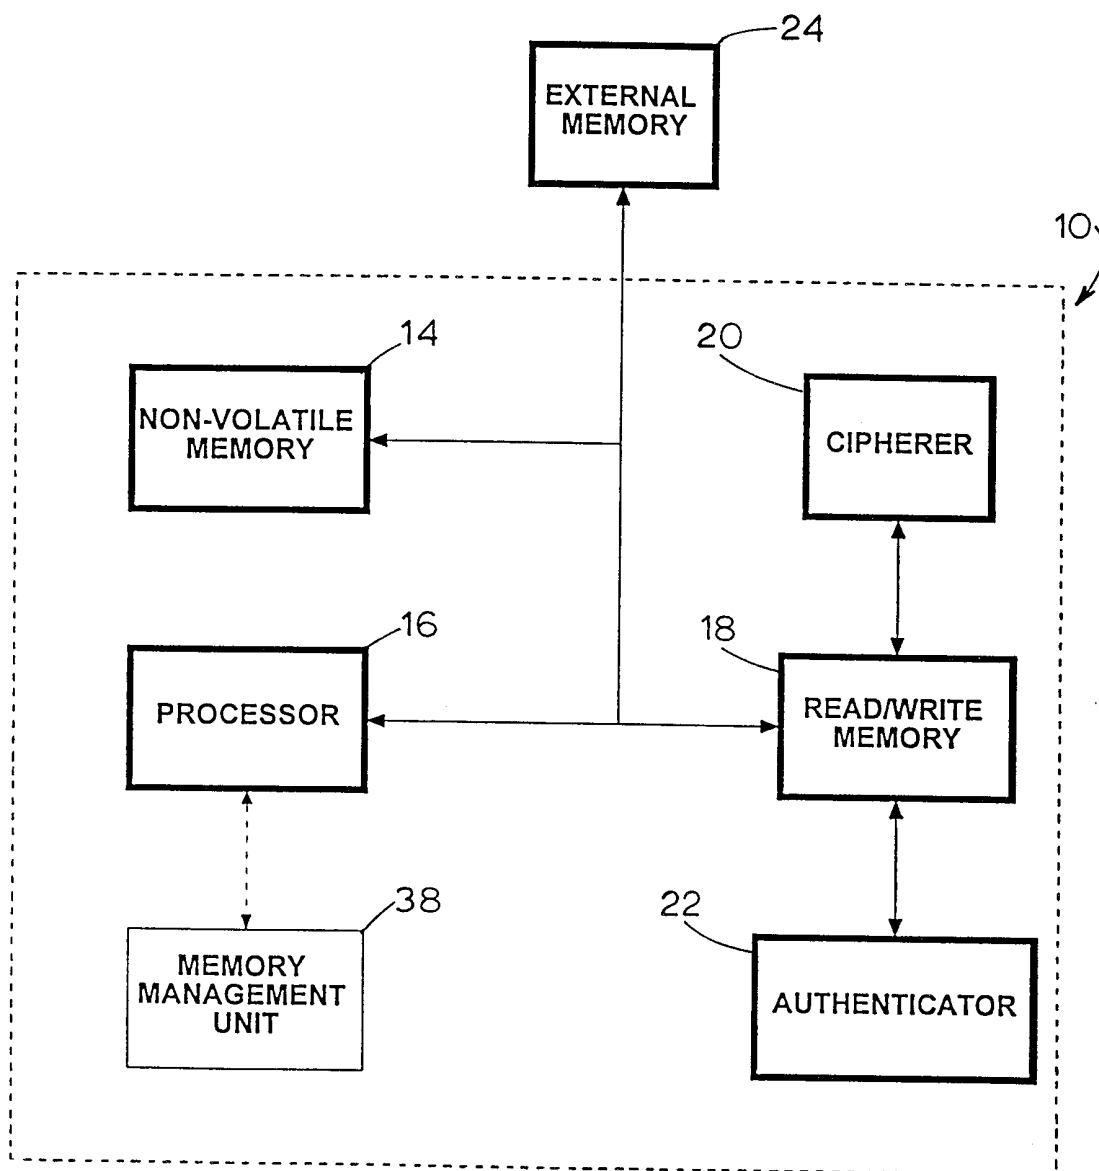 24
EXTERNAL
MEMORY
10
14
20
NON-VOLATILE
MEMORY
CIPHERER
16
18
PROCESSOR
READ/WRITE
MEMORY
38
22
MEMORY
MANAGEMENT
UNIT
AUTHENTICATOR